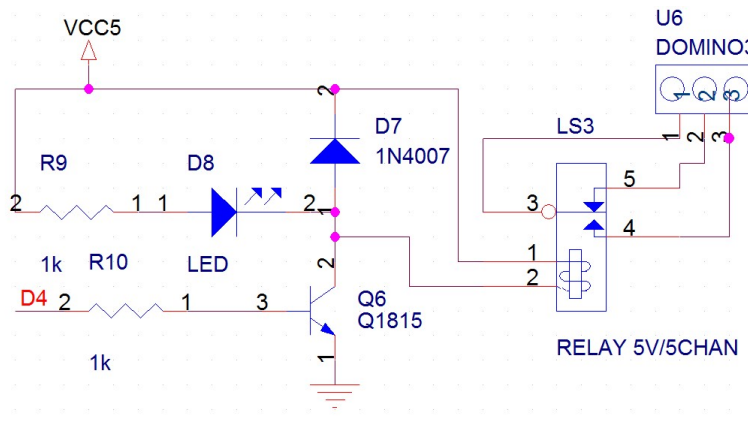 U6
VCC5
DOMINO3
1 2 3
2
D7
LS3
1 2 3
1N4007
R9
D8
5
2
1 1
2
1
3
4
1k
R10
LED
2
1
2
D4
2
1
3
Q6
Q1815
1
RELAY 5V/5CHAN
1k